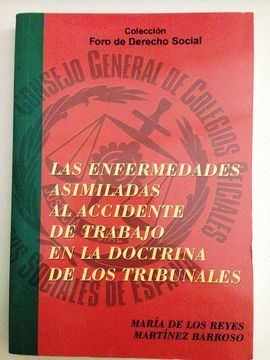 Colección
Foro de Derecho Social
CONSEJO GENERAL DE COLEGIOS OFICIALES
SOCIALES DE ESPAÑA
LAS ENFERMEDADES
ASIMILADAS
AL ACCIDENTE
DE TRABAJO
EN LA DOCTRINA
DE LOS TRIBUNALES
MARÍA DE LOS REYES
MARTÍNEZ BARROSO